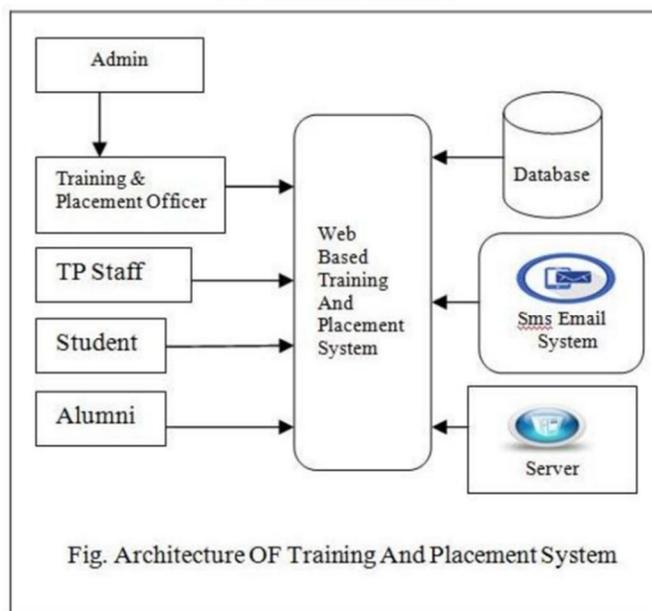 Admin
Training &
Placement Officer
TP Staff
Student
Alumni
Web
Based
Training
And
Placement
System
Database
Sms Email
System
Server
Fig. Architecture OF Training And Placement System